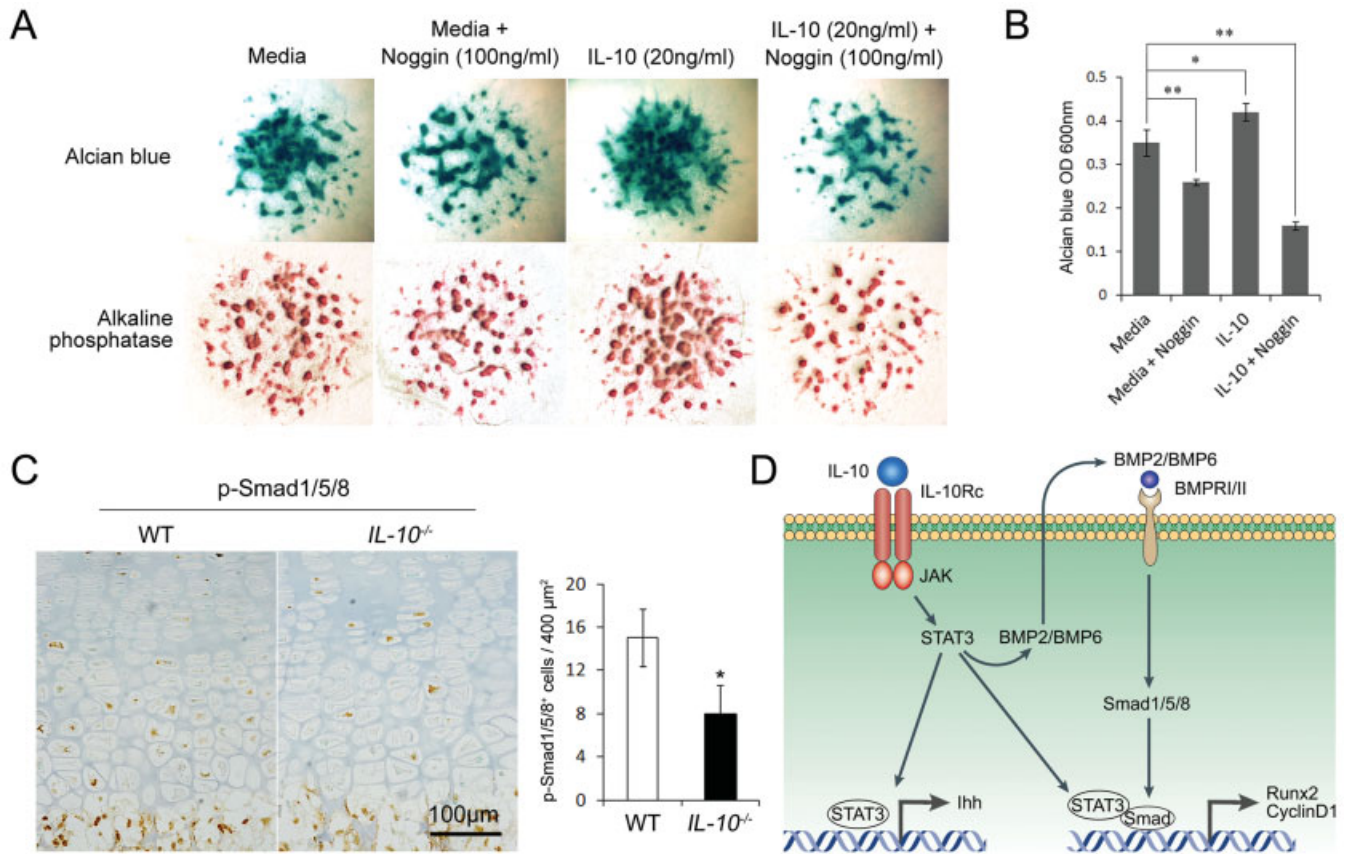 A
Media
Media +
Noggin (100ng/ml)
IL-10 (20ng/ml)
IL-10 (20ng/ml) +
Noggin (100ng/ml)
Alcian blue
Alkaline
phosphatase
B
**
*
**
Alcian blue OD 600nm
0.5
0.4
0.3
0.2
0.1
0
Media
Media + Noggin
IL-10
IL-10 + Noggin
C
p-Smad1/5/8
WT
IL-10-/-
100µm
p-Smad1/5/8+ cells / 400 µm2
20
16
12
8
4
0
*
WT
IL-10-/-
D
IL-10
IL-10Rc
JAK
STAT3
BMP2/BMP6
BMP2/BMP6
BMPRI/II
Smad1/5/8
STAT3
Ihh
STAT3
Smad
Runx2
CyclinD1